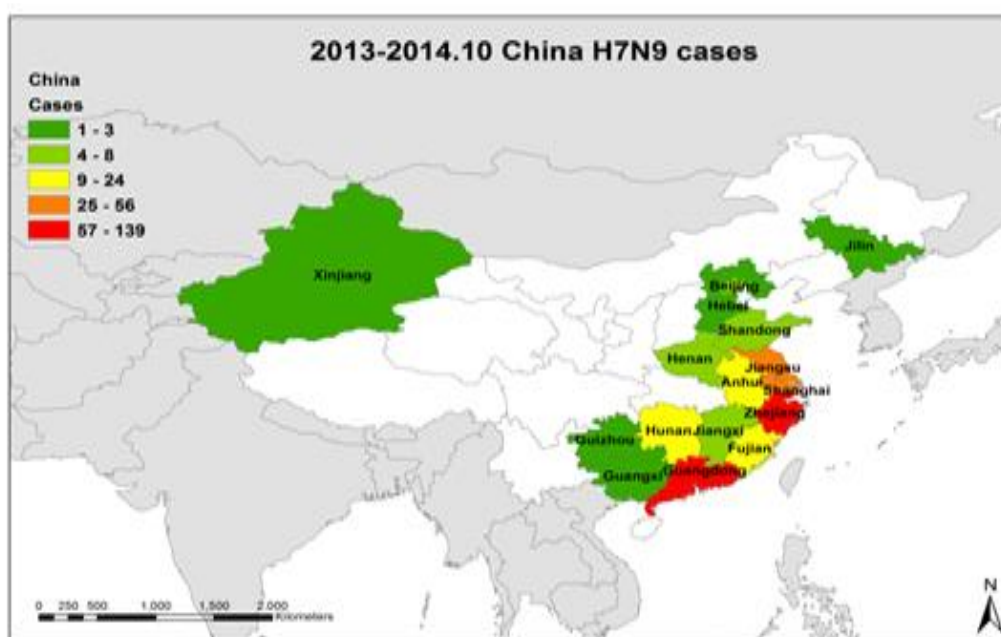 2013-2014.10 China H7N9 cases
China
Cases
1 - 3
4 - 8
9 - 24
25 - 56
57 - 139
Xinjiang
Jilin
Beijing
Hebei
Shandong
Henan
Jiangsu
Anhui
Shanghai
Zhejiang
Hunan
Jiangxi
Fujian
Guizhou
Guangxi
Guangdong
N
0 250 500 1,000 1,500 2,000
Kilometers